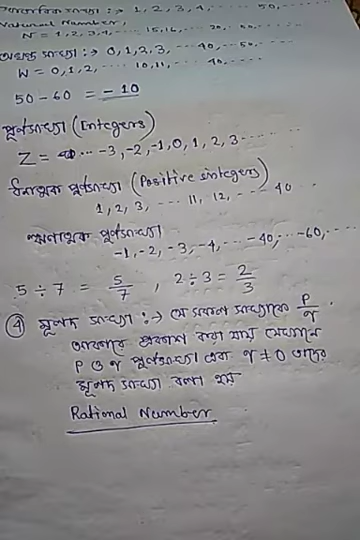 স্বাভাবিক সংখ্যা :→ 1, 2, 3, 4, ..... 50, .....
Natural Number,
N = 1, 2, 3, 4, .... 15, 16, ... 20, ... 50, ......
অখন্ড সংখ্যা :→ 0, 1, 2, 3, ... 40, .. 50, ..
W = 0, 1, 2, ..... 10, 11, .... 40, ....
50 - 60 = - 10
পূর্ণসংখ্যা (Integers)
Z = .... -3, -2, -1, 0, 1, 2, 3 .......
ধনাত্মক পূর্ণসংখ্যা (Positive integers)
1, 2, 3, .... 11, 12, ...... 40 ...
ঋণাত্মক পূর্ণসংখ্যা
-1, -2, -3, -4, .... -40, .. -60, ....
5 ÷ 7 = 5/7 , 2 ÷ 3 = 2/3
④ মূলদ সংখ্যা :→ যে সকল সংখ্যাকে P/q
আকারে প্রকাশ করা যায় যেখানে
P ও q পূর্ণসংখ্যা এবং q ≠ 0 তাদের
মূলদ সংখ্যা বলা হয়
Rational Number